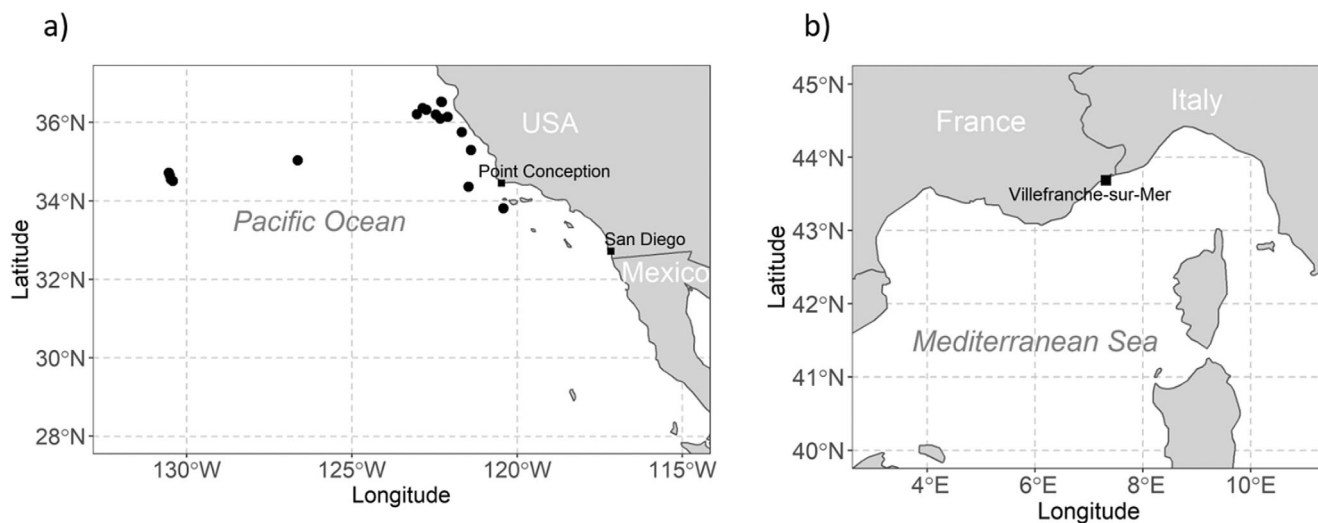 a)
36°N
34°N
32°N
30°N
28°N
Latitude
USA
Point Conception
Pacific Ocean
San Diego
Mexico
130°W
125°W
120°W
115°W
Longitude
b)
45°N
44°N
43°N
42°N
41°N
40°N
Latitude
Italy
France
Villefranche-sur-Mer
Mediterranean Sea
4°E
6°E
8°E
10°E
Longitude